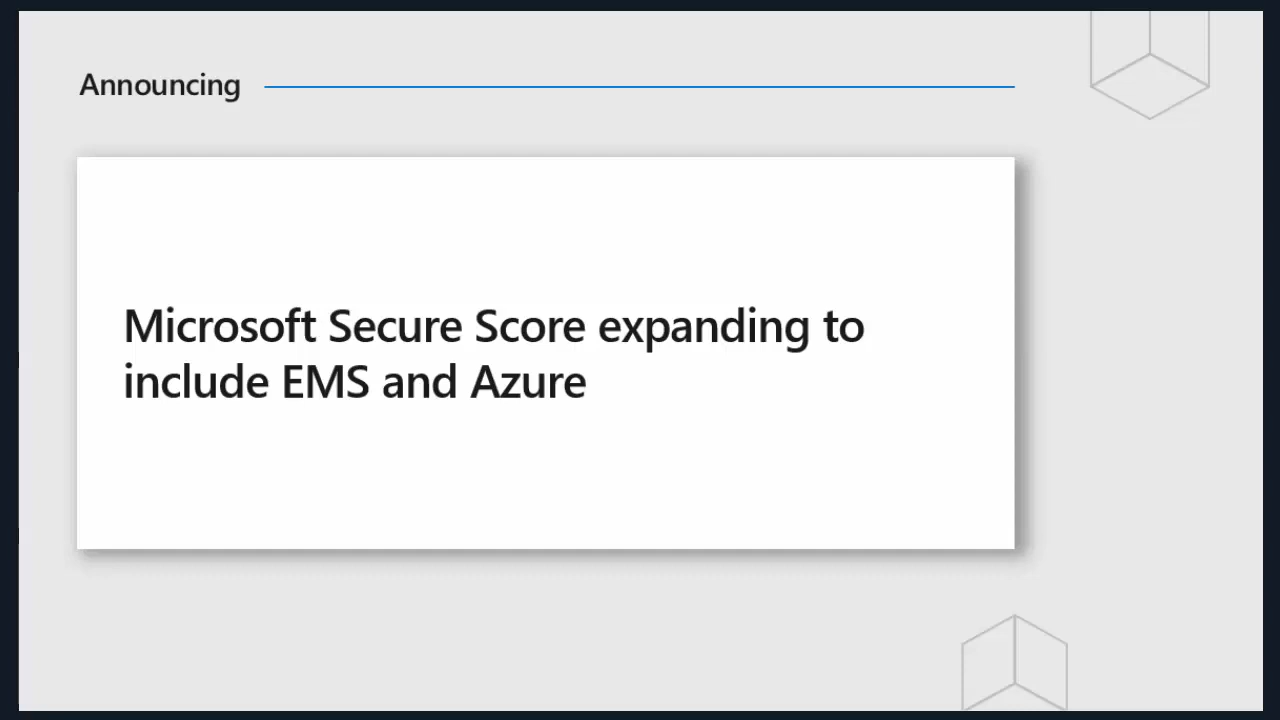 Announcing
Microsoft Secure Score expanding to
include EMS and Azure